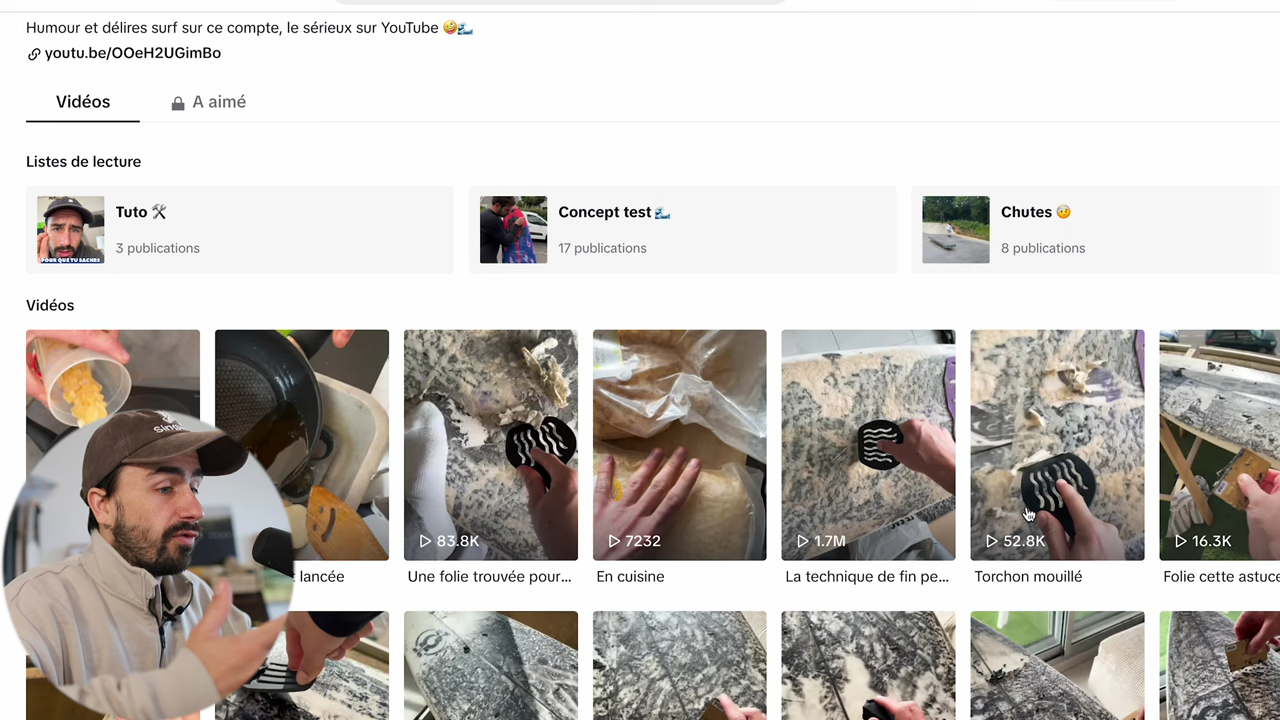 Humour et délires surf sur ce compte, le sérieux sur YouTube 🤪🌊
youtu.be/OOeH2UGimBo
Vidéos
A aimé
Listes de lecture
Tuto 🛠️
3 publications
POUR QUE TU SACHES
Concept test 🌊
17 publications
Chutes 🤕
8 publications
Vidéos
83.8K
7232
1.7M
52.8K
16.3K
lancée
Une folie trouvée pour...
En cuisine
La technique de fin pe...
Torchon mouillé
Folie cette astuce